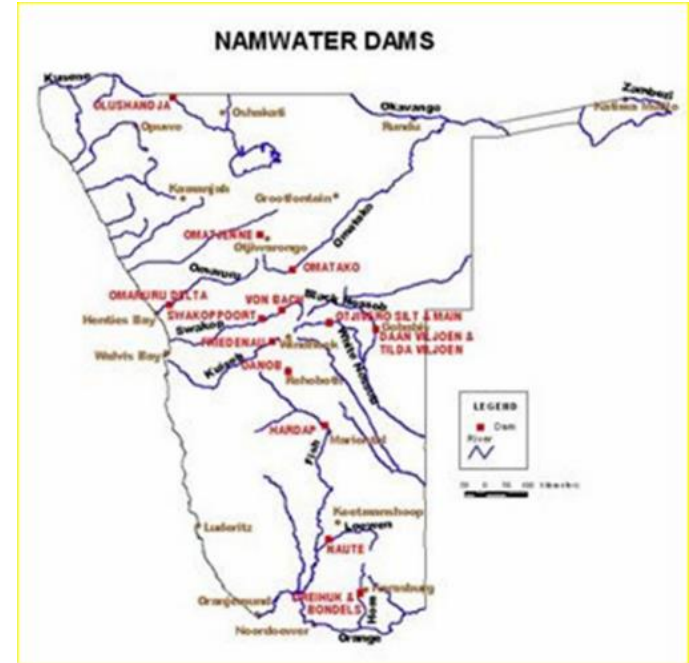 NAMWATER DAMS
Kunene
OLUSHANDJA
Oshakati
Opuwo
Okavango
Rundu
Zambezi
Katima Mulilo
Kamanjab
Grootfontein
Omatako
OMATJENNE
Otjiwarongo
OMATAKO
Omaruru
OMARURU DELTA
VON BACH
Black Nossob
SWAKOPPOORT
OTJIVERO SILT & MAIN
Henties Bay
Swakop
Gobabis
DAAN VILJOEN &
TILDA VILJOEN
FRIEDENAU
Windhoek
White Nossob
Walvis Bay
Kuiseb
OANOB
Rehoboth
HARDAP
Mariental
Fish
LEGEND
Dam
River
Keetmanshoop
Luderitz
Loewen
NAUTE
Oranjemund
DREIHUK &
BONDELS
Karasburg
Hom
Noordoewer
Orange